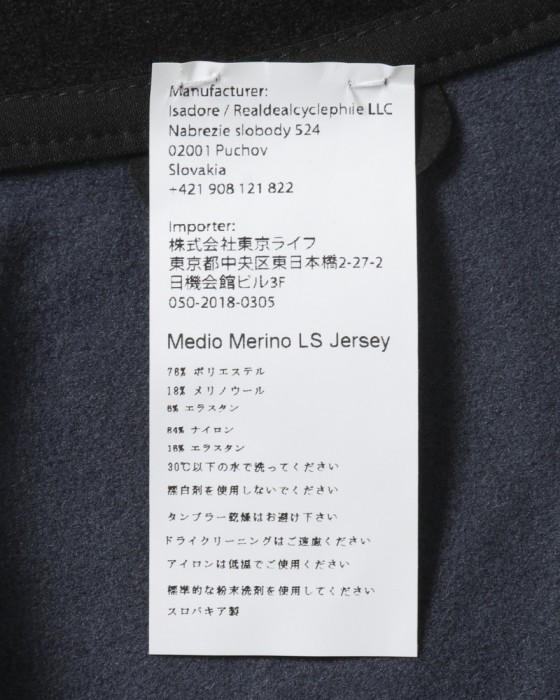 Manufacturer:
Isadore / Realdealcyclephile LLC
Nabrezie slobody 524
02001 Puchov
Slovakia
+421 908 121 822
Importer:
株式会社東京ライフ
東京都中央区東日本橋2-27-2
日機会館ビル3F
050-2018-0305
Medio Merino LS Jersey
76% ポリエステル
18% メリノウール
6% エラスタン
84% ナイロン
16% エラスタン
30℃以下の水で洗ってください
漂白剤を使用しないでください
タンブラー乾燥はお避け下さい
ドライクリーニングはご遠慮ください
アイロンは低温でご使用ください
標準的な粉末洗剤を使用してください
スロバキア製